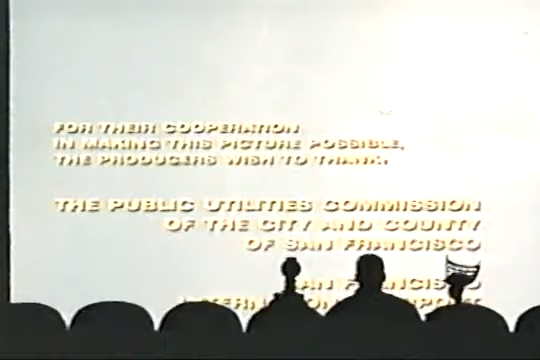 FOR THEIR COOPERATION
IN MAKING THIS PICTURE POSSIBLE,
THE PRODUCERS WISH TO THANK:
THE PUBLIC UTILITIES COMMISSION
OF THE CITY AND COUNTY
OF SAN FRANCISCO